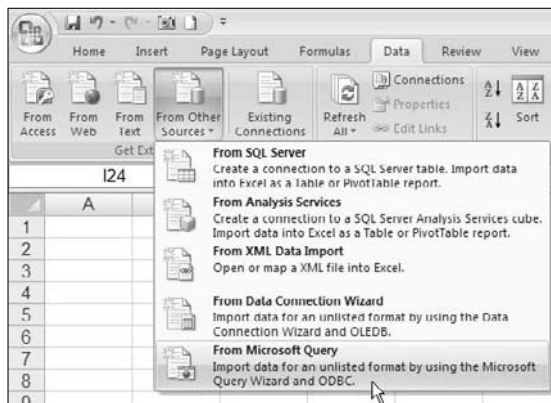 Home Insert Page Layout Formulas Data Review View
From Access
From Web
From Text
From Other Sources
Existing Connections
Refresh All
Connections
Properties
Edit Links
Sort
Get Ext
I24
From SQL Server
Create a connection to a SQL Server table. Import data
into Excel as a Table or PivotTable report.
From Analysis Services
Create a connection to a SQL Server Analysis Services cube.
Import data into Excel as a Table or PivotTable report.
From XML Data Import
Open or map a XML file into Excel.
From Data Connection Wizard
Import data for an unlisted format by using the Data
Connection Wizard and OLEDB.
From Microsoft Query
Import data for an unlisted format by using the Microsoft
Query Wizard and ODBC.
A
1
2
3
4
5
6
7
8
9